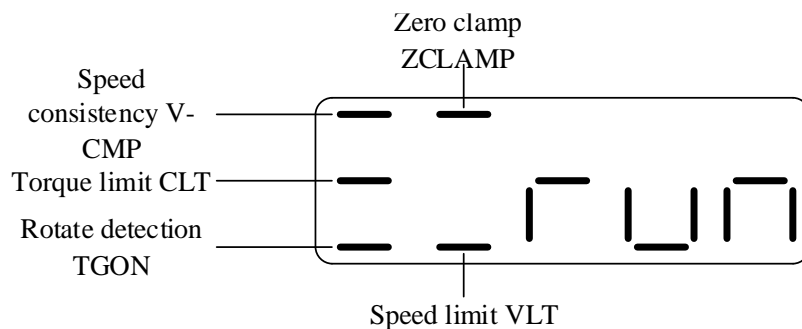 Zero clamp
ZCLAMP
Speed
consistency V-
CMP
Torque limit CLT
Rotate detection
TGON
run
Speed limit VLT